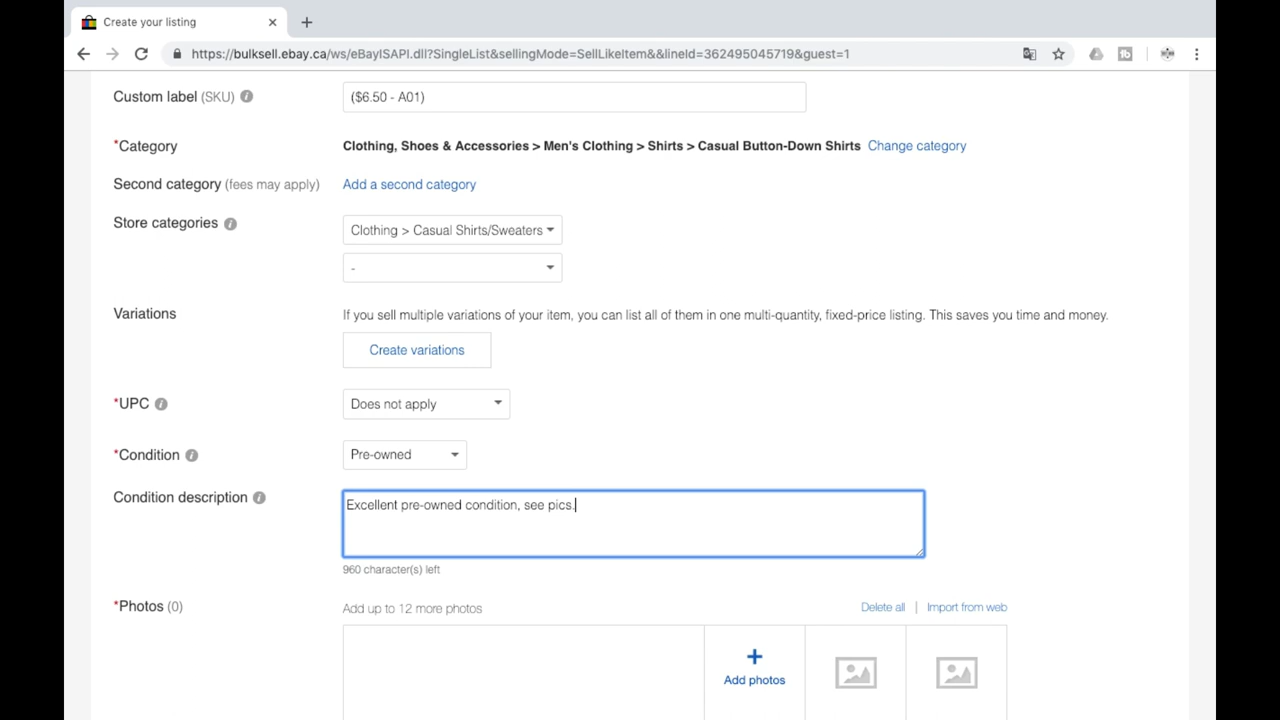 Create your listing
https://bulksell.ebay.ca/ws/eBayISAPI.dll?SingleList&sellingMode=SellLikeItem&&lineId=362495045719&guest=1
Custom label (SKU) ($6.50 - A01)
*Category Clothing, Shoes & Accessories > Men's Clothing > Shirts > Casual Button-Down Shirts Change category
Second category (fees may apply) Add a second category
Store categories Clothing > Casual Shirts/Sweaters
-
Variations If you sell multiple variations of your item, you can list all of them in one multi-quantity, fixed-price listing. This saves you time and money.
Create variations
*UPC Does not apply
*Condition Pre-owned
Condition description Excellent pre-owned condition, see pics.
960 character(s) left
*Photos (0) Add up to 12 more photos Delete all | Import from web
+
Add photos